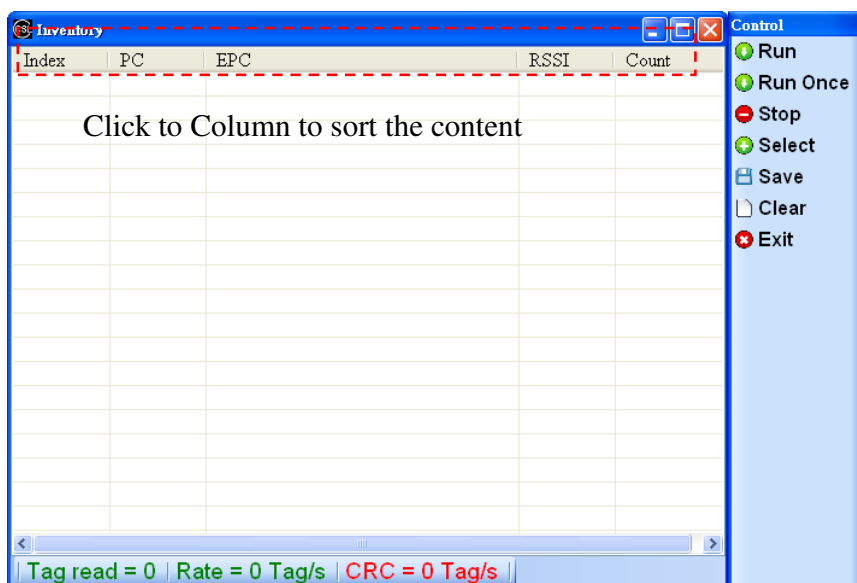 CSL Inventory
Index PC EPC RSSI Count
Click to Column to sort the content
Tag read = 0 Rate = 0 Tag/s CRC = 0 Tag/s
Control
Run
Run Once
Stop
Select
Save
Clear
Exit